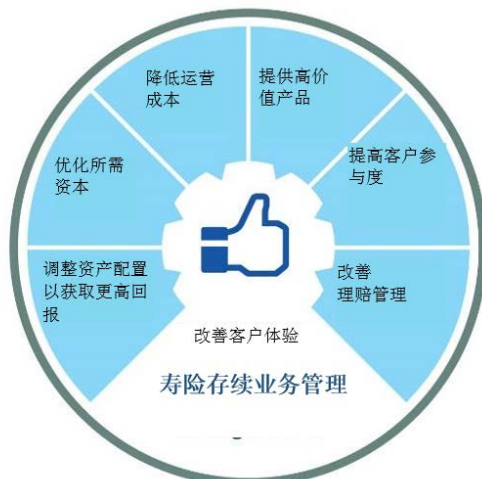 降低运营
成本
提供高价
值产品
优化所需
资本
提高客户参
与度
调整资产配置
以获取更高回
报
改善
理赔管理
改善客户体验
寿险存续业务管理